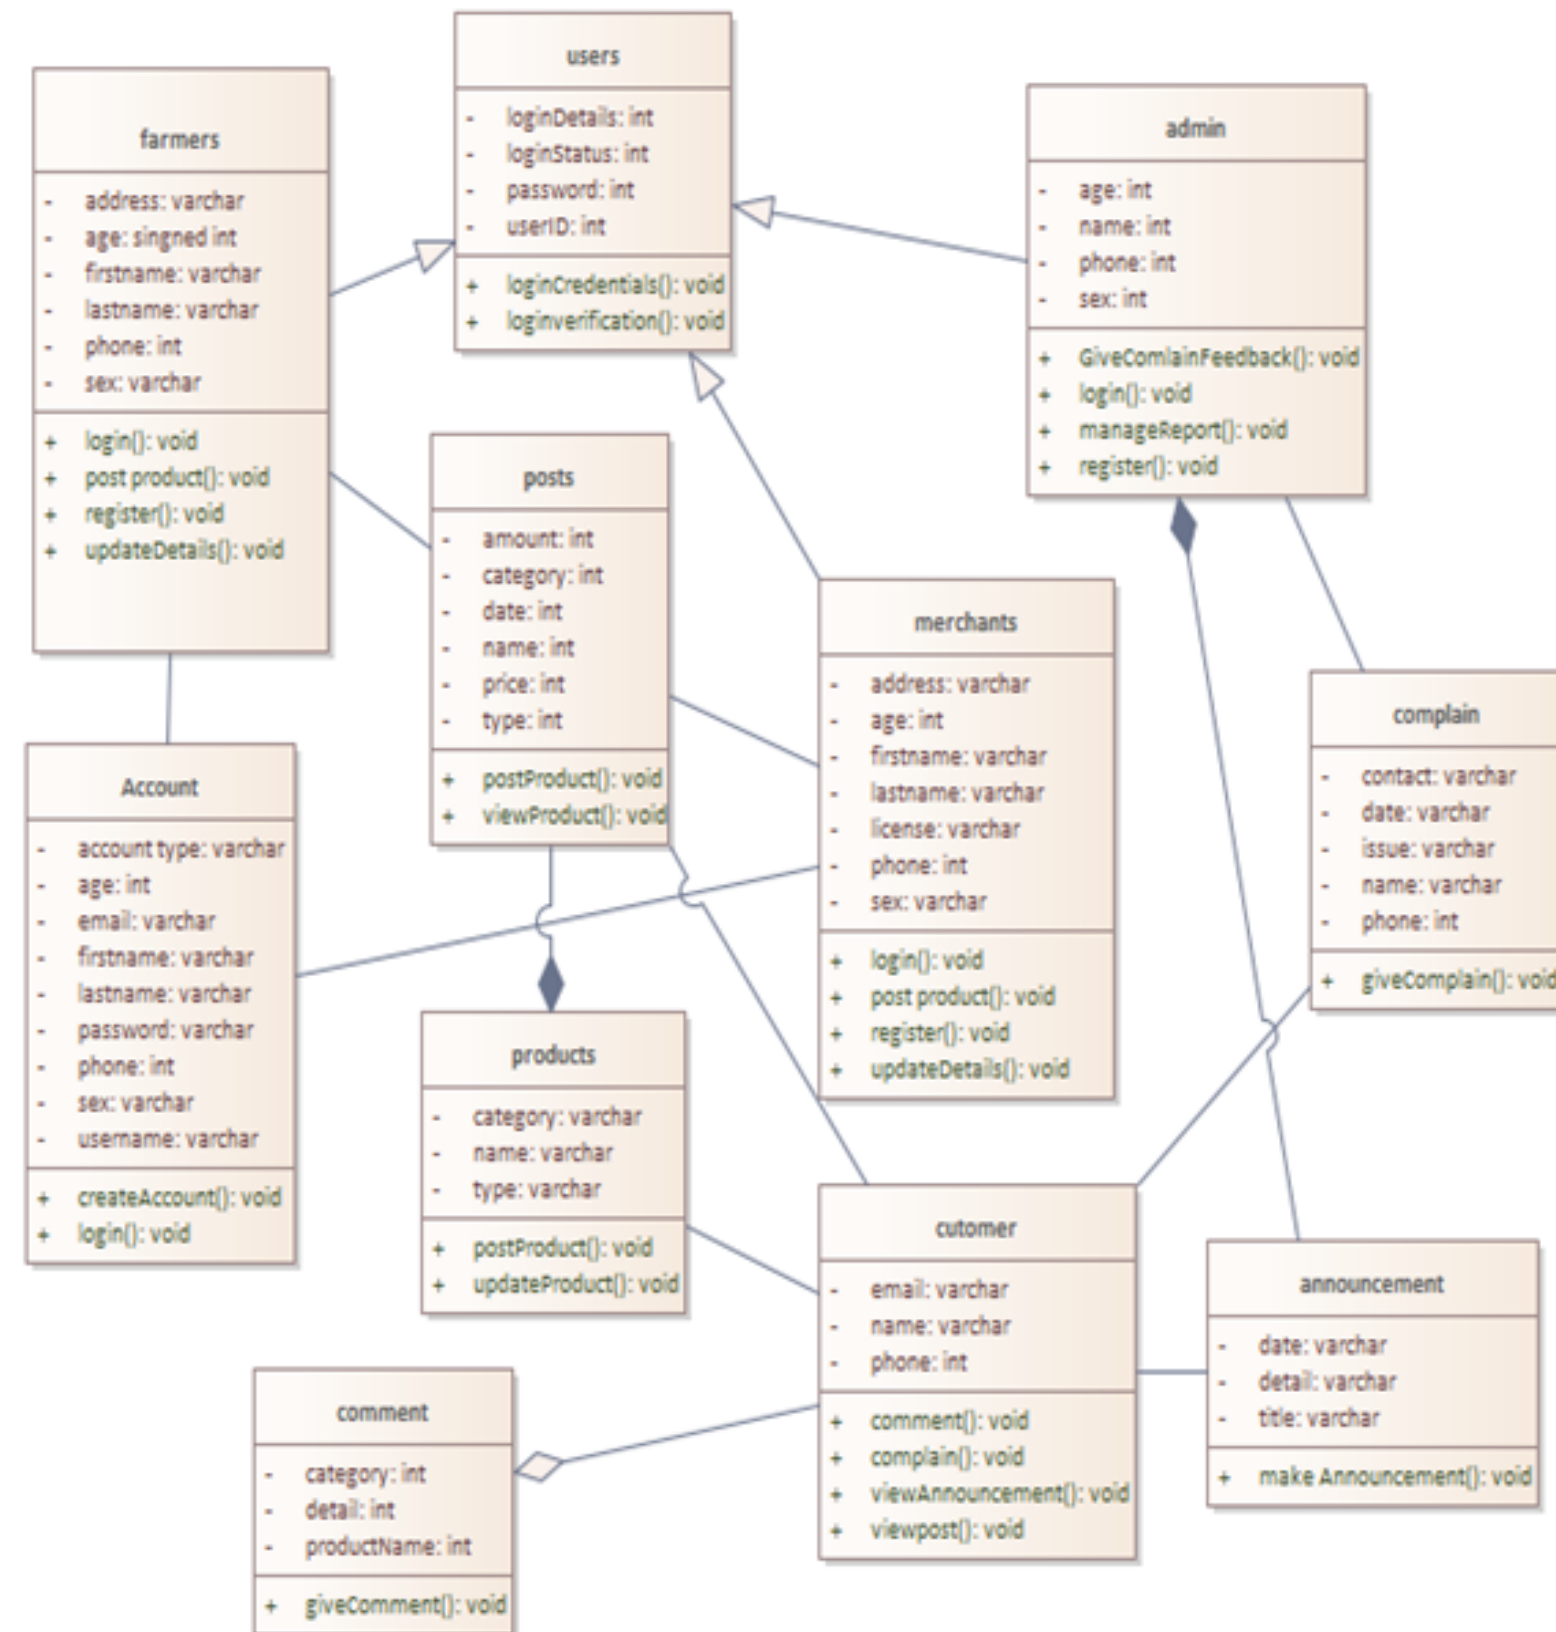 users
- loginDetails: int
- loginStatus: int
- password: int
- userID: int
+ loginCredentials(): void
+ loginverification(): void
farmers
- address: varchar
- age: singned int
- firstname: varchar
- lastname: varchar
- phone: int
- sex: varchar
+ login(): void
+ post product(): void
+ register(): void
+ updateDetails(): void
admin
- age: int
- name: int
- phone: int
- sex: int
+ GiveComlainFeedback(): void
+ login(): void
+ manageReport(): void
+ register(): void
posts
- amount: int
- category: int
- date: int
- name: int
- price: int
- type: int
+ postProduct(): void
+ viewProduct(): void
merchants
- address: varchar
- age: int
- firstname: varchar
- lastname: varchar
- license: varchar
- phone: int
- sex: varchar
+ login(): void
+ post product(): void
+ register(): void
+ updateDetails(): void
complain
- contact: varchar
- date: varchar
- issue: varchar
- name: varchar
- phone: int
+ giveComplain(): void
Account
- account type: varchar
- age: int
- email: varchar
- firstname: varchar
- lastname: varchar
- password: varchar
- phone: int
- sex: varchar
- username: varchar
+ createAccount(): void
+ login(): void
products
- category: varchar
- name: varchar
- type: varchar
+ postProduct(): void
+ updateProduct(): void
cutomer
- email: varchar
- name: varchar
- phone: int
+ comment(): void
+ complain(): void
+ viewAnnouncement(): void
+ viewpost(): void
announcement
- date: varchar
- detail: varchar
- title: varchar
+ make Announcement(): void
comment
- category: int
- detail: int
- productName: int
+ giveComment(): void